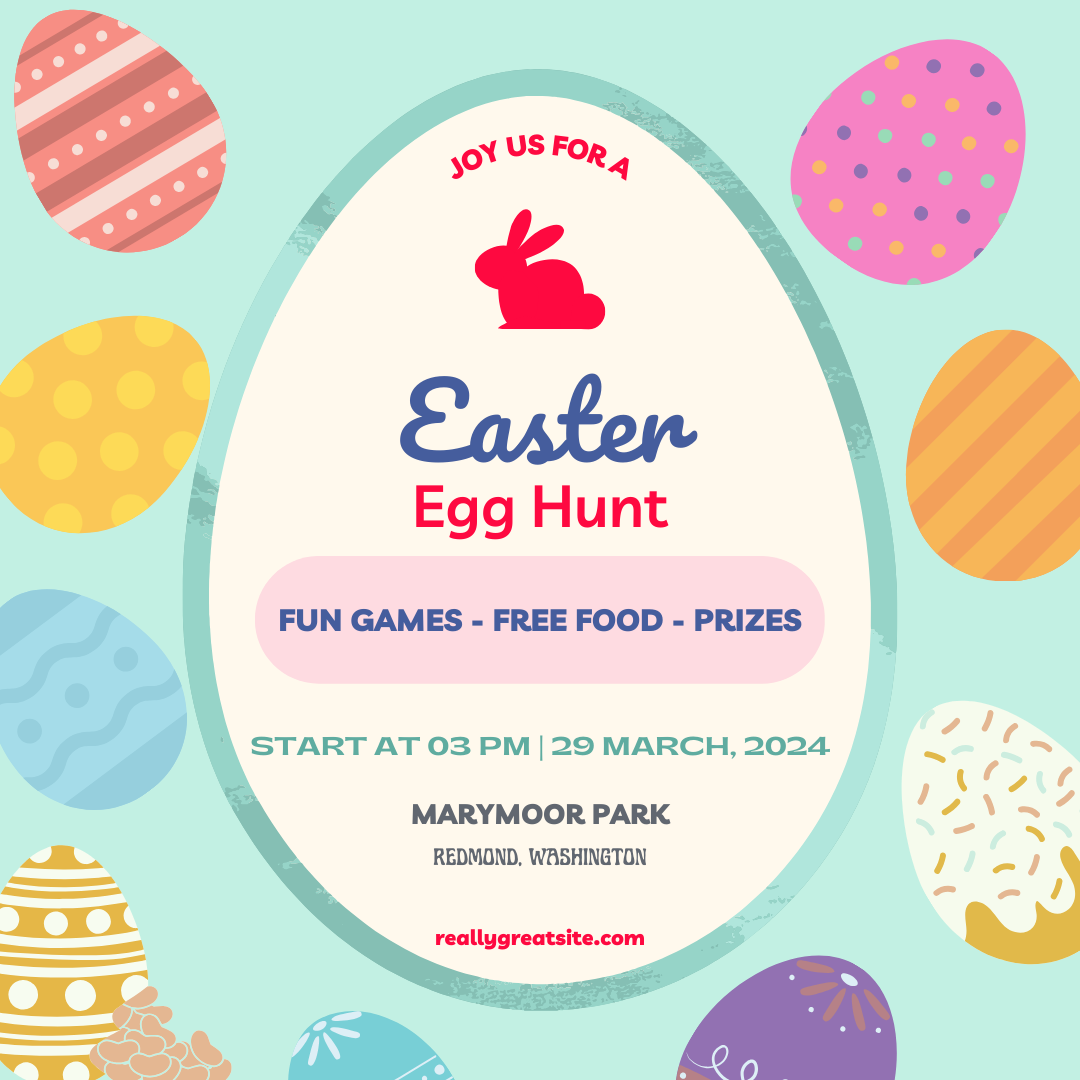 JOY US FOR A
Easter
Egg Hunt
FUN GAMES - FREE FOOD - PRIZES
START AT 03 PM | 29 MARCH, 2024
MARYMOOR PARK
REDMOND, WASHINGTON
reallygreatsite.com